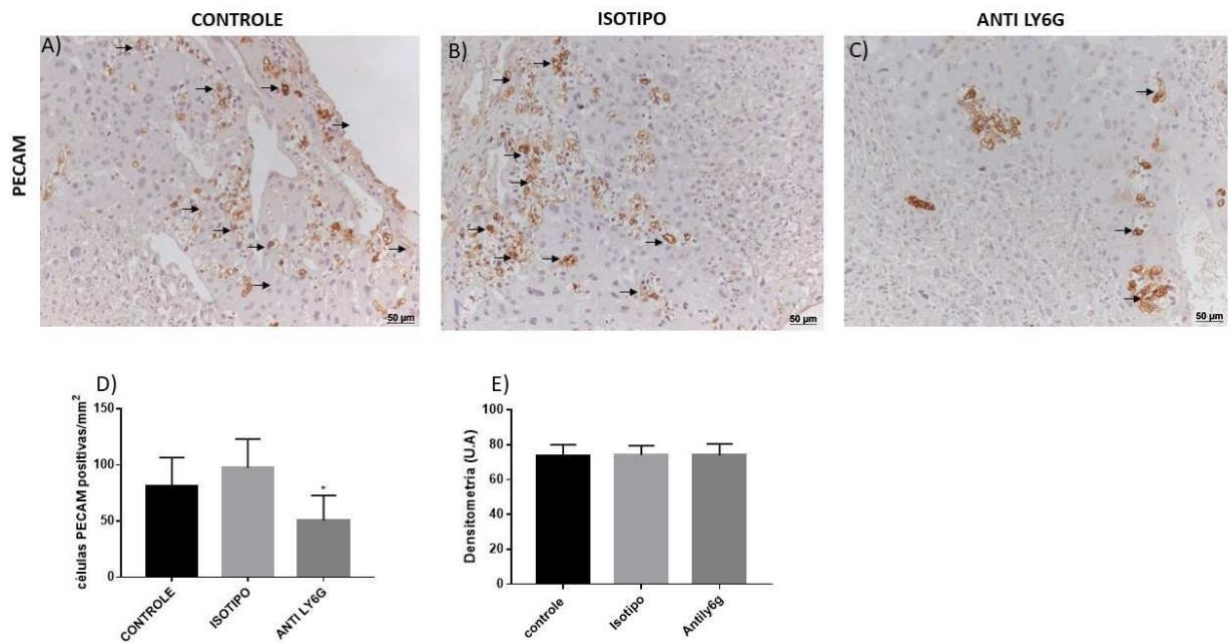 CONTROLE
ISOTIPO
ANTI LY6G
PECAM
A)
B)
C)
50 µm
50 µm
50 µm
D)
células PECAM positivas/mm²
150
100
50
0
*
CONTROLE
ISOTIPO
ANTI LY6G
E)
Densitometria (U.A)
100
80
60
40
20
0
controle
Isotipo
Antily6g